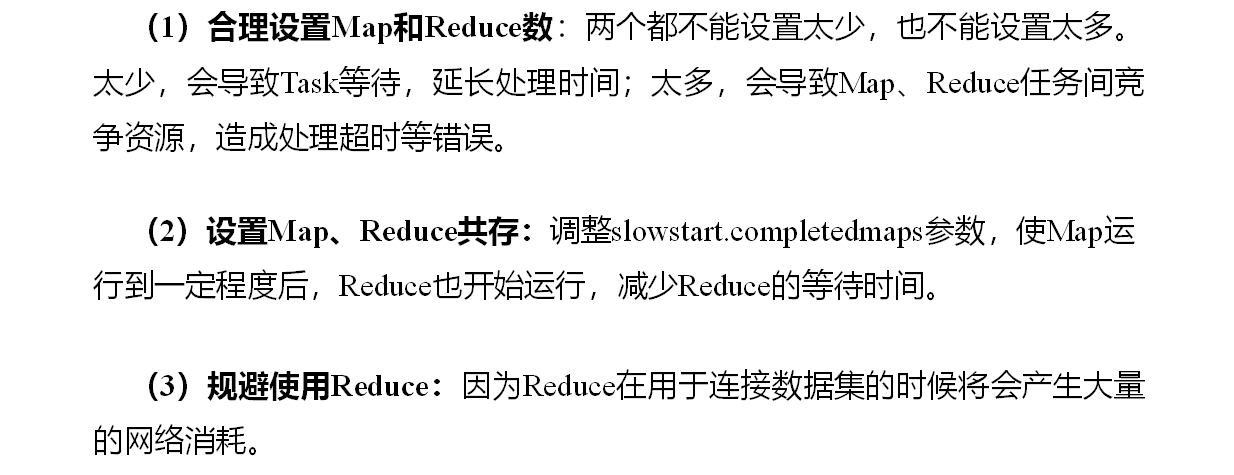 （1）合理设置Map和Reduce数：两个都不能设置太少，也不能设置太多。
太少，会导致Task等待，延长处理时间；太多，会导致Map、Reduce任务间竞
争资源，造成处理超时等错误。
（2）设置Map、Reduce共存：调整slowstart.completedmaps参数，使Map运
行到一定程度后，Reduce也开始运行，减少Reduce的等待时间。
（3）规避使用Reduce：因为Reduce在用于连接数据集的时候将会产生大量
的网络消耗。